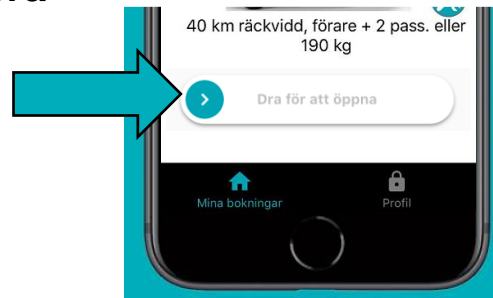 40 km räckvidd, förare + 2 pass. eller
190 kg
Dra för att öppna
Mina bokningar
Profil